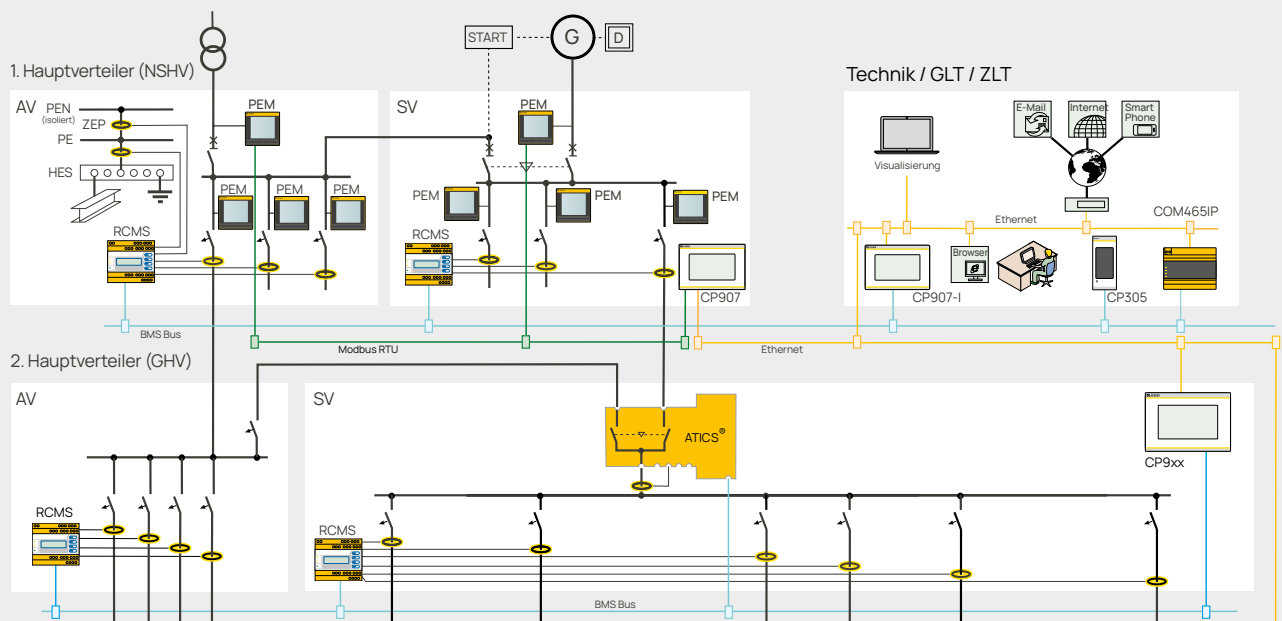 START
G
D
1. Hauptverteiler (NSHV)
Technik / GLT / ZLT
AV
PEN
(isoliert)
ZEP
PE
HES
PEM
SV
PEM
E-Mail
Internet
Smart
Phone
Visualisierung
PEM
PEM
PEM
PEM
PEM
PEM
RCMS
RCMS
CP907
Ethernet
COM465IP
Browser
CP907-I
CP305
BMS Bus
Modbus RTU
Ethernet
2. Hauptverteiler (GHV)
AV
SV
ATICS®
CP9xx
RCMS
RCMS
BMS Bus